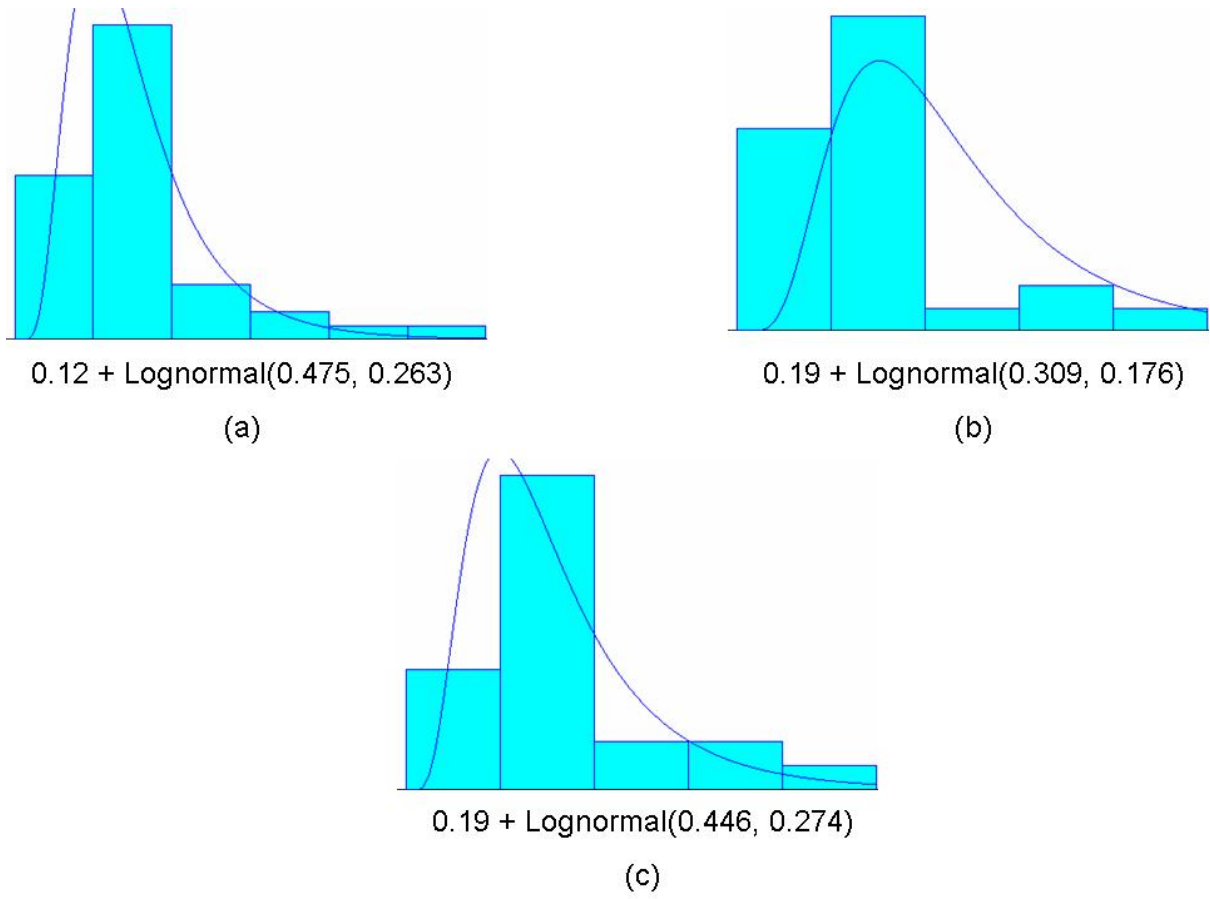 0.12 + Lognormal(0.475, 0.263)
(a)
0.19 + Lognormal(0.309, 0.176)
(b)
0.19 + Lognormal(0.446, 0.274)
(c)